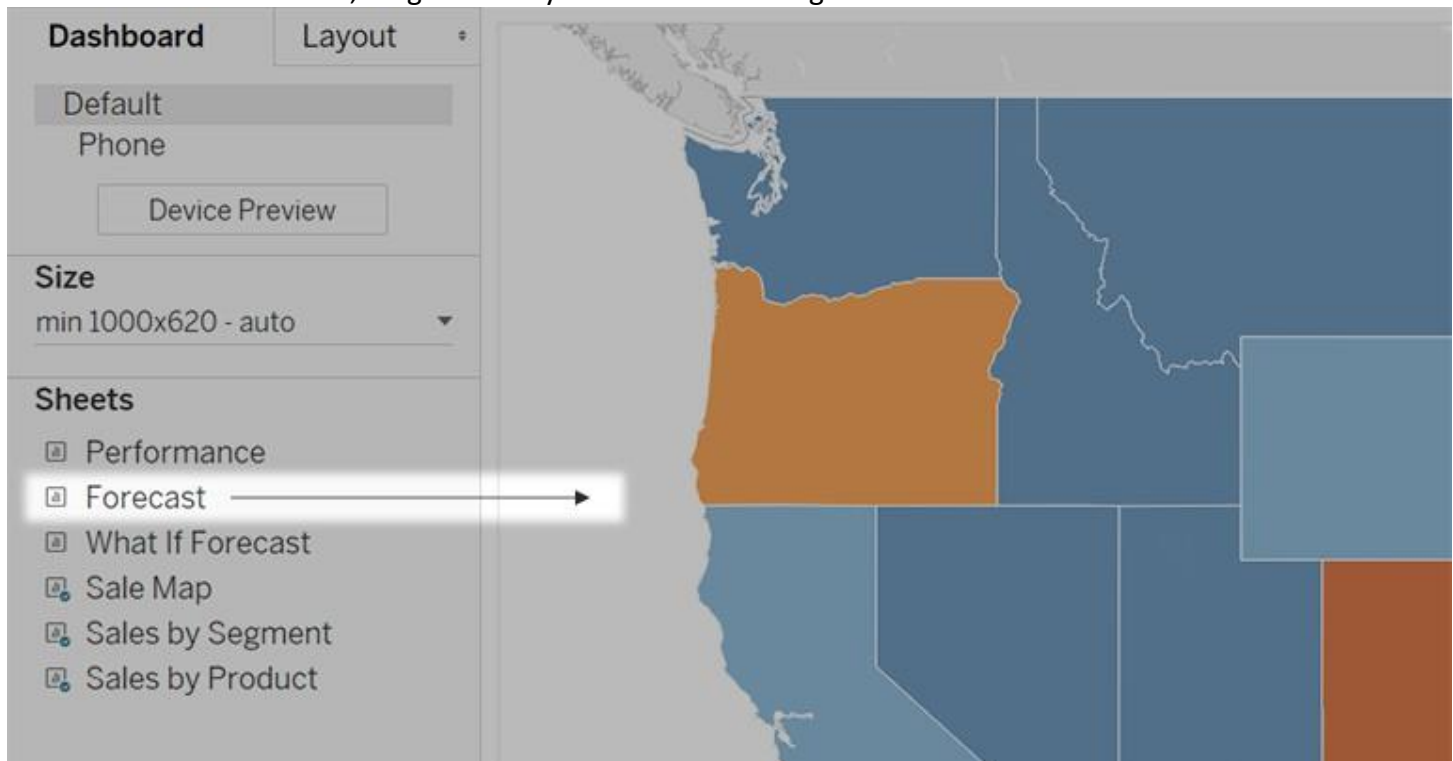 Dashboard Layout
Default
Phone
Device Preview
Size
min 1000x620 - auto
Sheets
Performance
Forecast
What If Forecast
Sale Map
Sales by Segment
Sales by Product